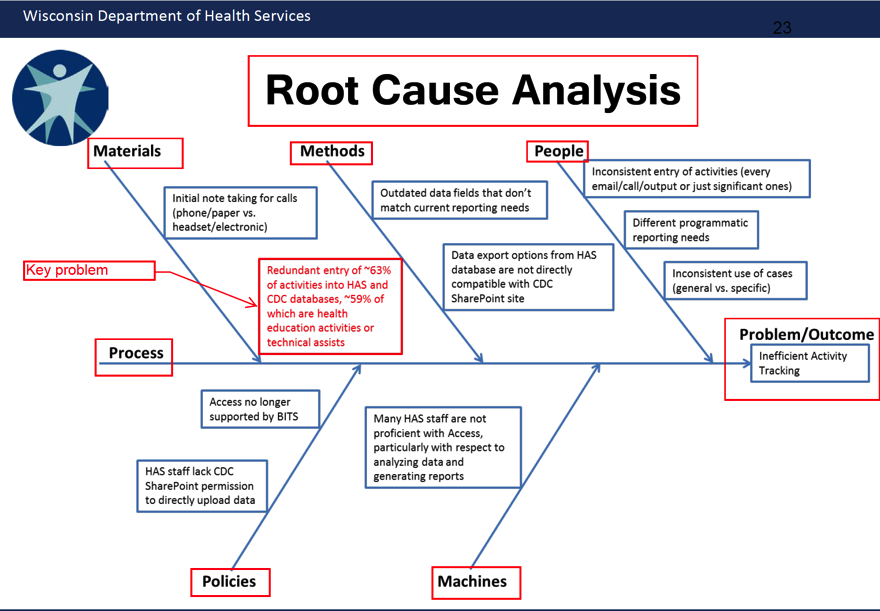 Wisconsin Department of Health Services
23
Root Cause Analysis
Materials
Methods
People
Initial note taking for calls
(phone/paper vs.
headset/electronic)
Outdated data fields that don't
match current reporting needs
Inconsistent entry of activities (every
email/call/output or just significant ones)
Different programmatic
reporting needs
Data export options from HAS
database are not directly
compatible with CDC
SharePoint site
Inconsistent use of cases
(general vs. specific)
Key problem
Redundant entry of ~63%
of activities into HAS and
CDC databases, ~59% of
which are health
education activities or
technical assists
Process
Problem/Outcome
Inefficient Activity
Tracking
Access no longer
supported by BITS
Many HAS staff are not
proficient with Access,
particularly with respect to
analyzing data and
generating reports
HAS staff lack CDC
SharePoint permission
to directly upload data
Policies
Machines